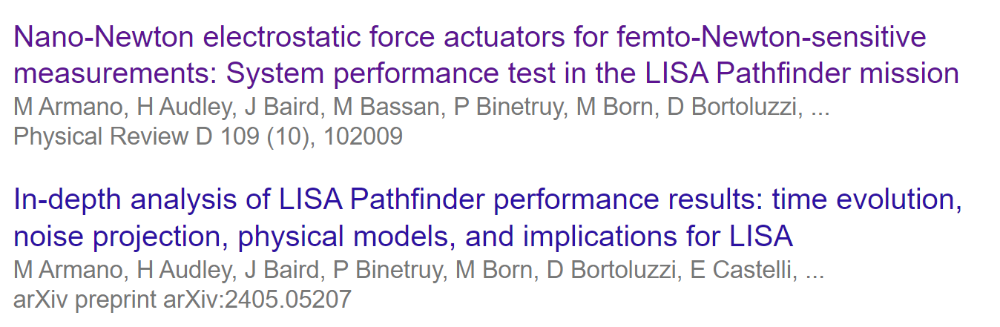 Nano-Newton electrostatic force actuators for femto-Newton-sensitive
measurements: System performance test in the LISA Pathfinder mission
M Armano, H Audley, J Baird, M Bassan, P Binetruy, M Born, D Bortoluzzi, ...
Physical Review D 109 (10), 102009
In-depth analysis of LISA Pathfinder performance results: time evolution,
noise projection, physical models, and implications for LISA
M Armano, H Audley, J Baird, P Binetruy, M Born, D Bortoluzzi, E Castelli, ...
arXiv preprint arXiv:2405.05207